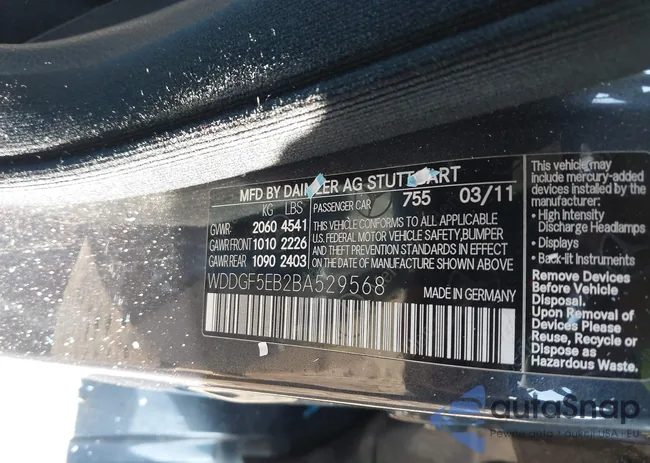 MFD BY DAIMLER AG STUTTGART
KG LBS PASSENGER CAR 755 03/11
GVWR 2060 4541
GAWR FRONT 1010 2226
GAWR REAR 1090 2403
THIS VEHICLE CONFORMS TO ALL APPLICABLE
U.S. FEDERAL MOTOR VEHICLE SAFETY,BUMPER
AND THEFT PREVENTION STANDARDS IN EFFECT
ON THE DATE OF MANUFACTURE SHOWN ABOVE
WDDGF5EB2BA529568 MADE IN GERMANY
This vehicle may
include mercury-added
devices installed by the
manufacturer:
• High Intensity
Discharge Headlamps
• Displays
• Back-lit Instruments
Remove Devices
Before Vehicle
Disposal.
Upon Removal of
Devices Please
Reuse, Recycle or
Dispose as
Hazardous Waste.
autoSnap